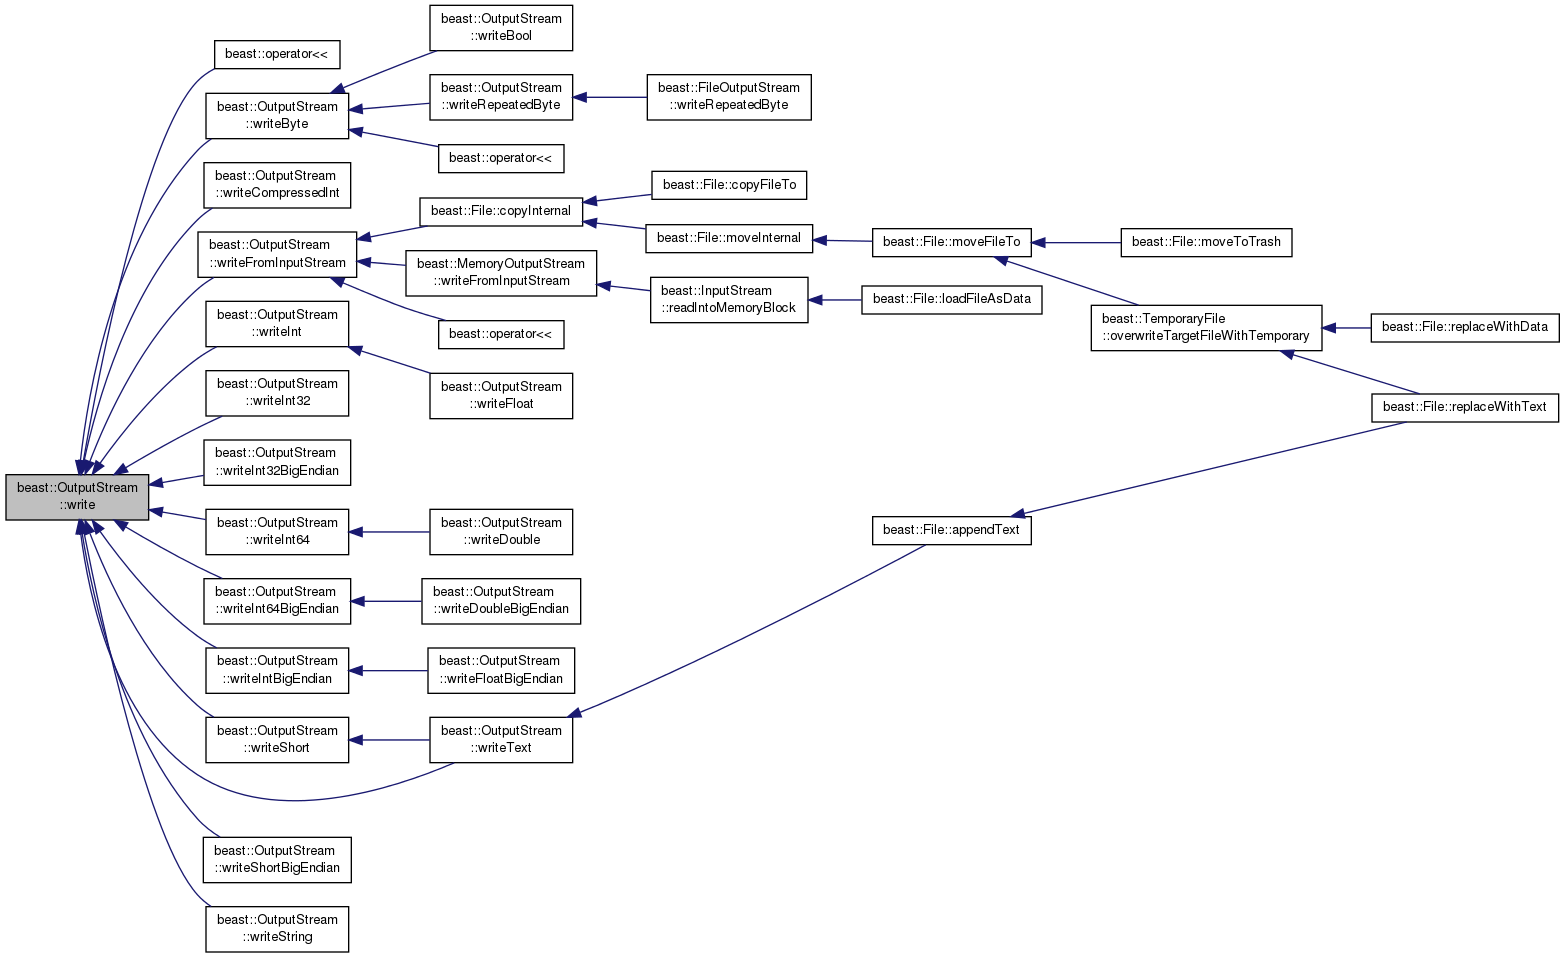 beast::OutputStream
::write
beast::operator<<
beast::OutputStream
::writeByte
beast::OutputStream
::writeCompressedInt
beast::OutputStream
::writeFromInputStream
beast::OutputStream
::writeInt
beast::OutputStream
::writeInt32
beast::OutputStream
::writeInt32BigEndian
beast::OutputStream
::writeInt64
beast::OutputStream
::writeInt64BigEndian
beast::OutputStream
::writeIntBigEndian
beast::OutputStream
::writeShort
beast::OutputStream
::writeShortBigEndian
beast::OutputStream
::writeString
beast::OutputStream
::writeBool
beast::OutputStream
::writeRepeatedByte
beast::operator<<
beast::File::copyInternal
beast::MemoryOutputStream
::writeFromInputStream
beast::operator<<
beast::OutputStream
::writeFloat
beast::OutputStream
::writeDouble
beast::OutputStream
::writeDoubleBigEndian
beast::OutputStream
::writeFloatBigEndian
beast::OutputStream
::writeText
beast::FileOutputStream
::writeRepeatedByte
beast::File::copyFileTo
beast::File::moveInternal
beast::InputStream
::readIntoMemoryBlock
beast::File::moveFileTo
beast::File::loadFileAsData
beast::File::appendText
beast::File::moveToTrash
beast::TemporaryFile
::overwriteTargetFileWithTemporary
beast::File::replaceWithData
beast::File::replaceWithText